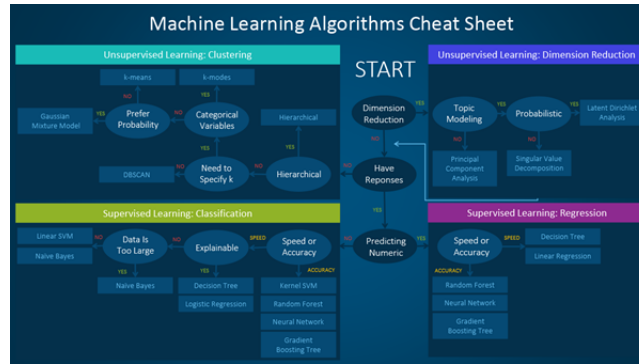 Machine Learning Algorithms Cheat Sheet
Unsupervised Learning: Clustering
START
Unsupervised Learning: Dimension Reduction
k-means
k-modes
NO
YES
Gaussian
Mixture Model
YES
Prefer
Probability
NO
Categorical
Variables
Hierarchical
Dimension
Reduction
YES
Topic
Modeling
YES
Probabilistic
YES
Latent Dirichlet
Analysis
YES
YES
NO
NO
NO
DBSCAN
NO
Need to
Specify k
NO
Hierarchical
NO
Have
Reponses
Principal
Component
Analysis
Singular Value
Decomposition
YES
Supervised Learning: Classification
Supervised Learning: Regression
Linear SVM
Naïve Bayes
NO
Data Is
Too Large
NO
Explainable
SPEED
Speed or
Accuracy
NO
Predicting
Numeric
YES
Speed or
Accuracy
SPEED
Decision Tree
Linear Regression
YES
YES
ACCURACY
ACCURACY
Naïve Bayes
Decision Tree
Logistic Regression
Kernel SVM
Random Forest
Neural Network
Gradient
Boosting Tree
Random Forest
Neural Network
Gradient
Boosting Tree